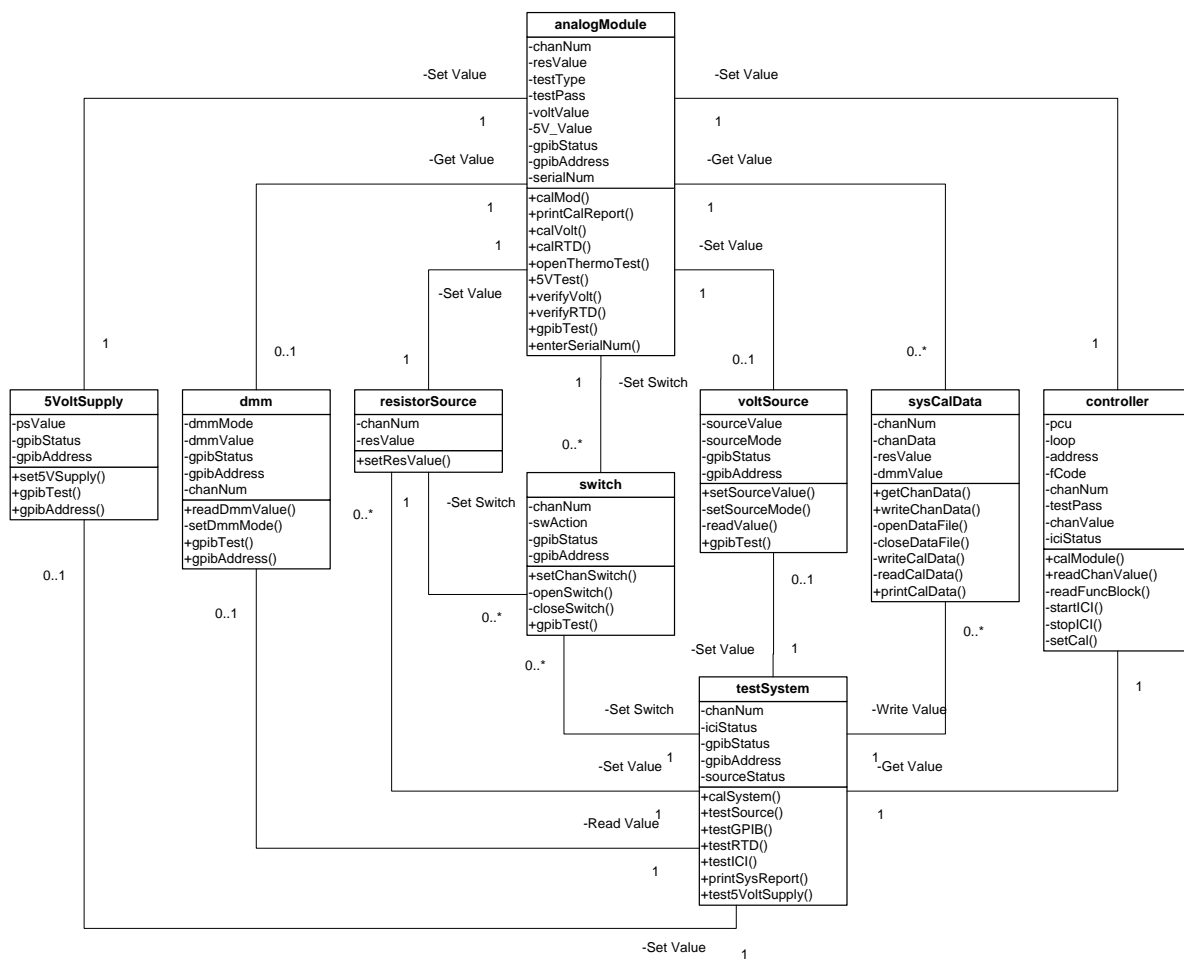 analogModule
-chanNum
-resValue
-testType
-testPass
-voltValue
-5V_Value
-gpibStatus
-gpibAddress
-serialNum
+calMod()
+printCalReport()
+calVolt()
+calRTD()
+openThermoTest()
+5VTest()
+verifyVolt()
+verifyRTD()
+gpibTest()
+enterSerialNum()
-Set Value
-Set Value
1
1
-Get Value
-Get Value
1
1
1
-Set Value
-Set Value
1
1
0..1
1
1
-Set Switch
0..1
0..*
1
0..*
5VoltSupply
-psValue
-gpibStatus
-gpibAddress
+set5VSupply()
+gpibTest()
+gpibAddress()
dmm
-dmmMode
-dmmValue
-gpibStatus
-gpibAddress
-chanNum
+readDmmValue()
-setDmmMode()
+gpibTest()
+gpibAddress()
resistorSource
-chanNum
-resValue
+setResValue()
switch
-chanNum
-swAction
-gpibStatus
-gpibAddress
+setChanSwitch()
-openSwitch()
-closeSwitch()
+gpibTest()
voltSource
-sourceValue
-sourceMode
-gpibStatus
-gpibAddress
+setSourceValue()
-setSourceMode()
-readValue()
+gpibTest()
sysCalData
-chanNum
-chanData
-resValue
-dmmValue
+getChanData()
+writeChanData()
-openDataFile()
-closeDataFile()
-writeCalData()
-readCalData()
+printCalData()
controller
-pcu
-loop
-address
-fCode
-chanNum
-testPass
-chanValue
-iciStatus
+calModule()
+readChanValue()
-readFuncBlock()
-startICI()
-stopICI()
-setCal()
0..*
1
-Set Switch
0..1
0..1
0..*
0..1
0..*
0..*
-Set Value
1
1
testSystem
-chanNum
-iciStatus
-gpibStatus
-gpibAddress
-sourceStatus
+calSystem()
+testSource()
+testGPIB()
+testRTD()
+testICI()
+printSysReport()
+test5VoltSupply()
-Set Switch
-Write Value
1
1
-Set Value
-Get Value
1
1
-Read Value
1
-Set Value
1